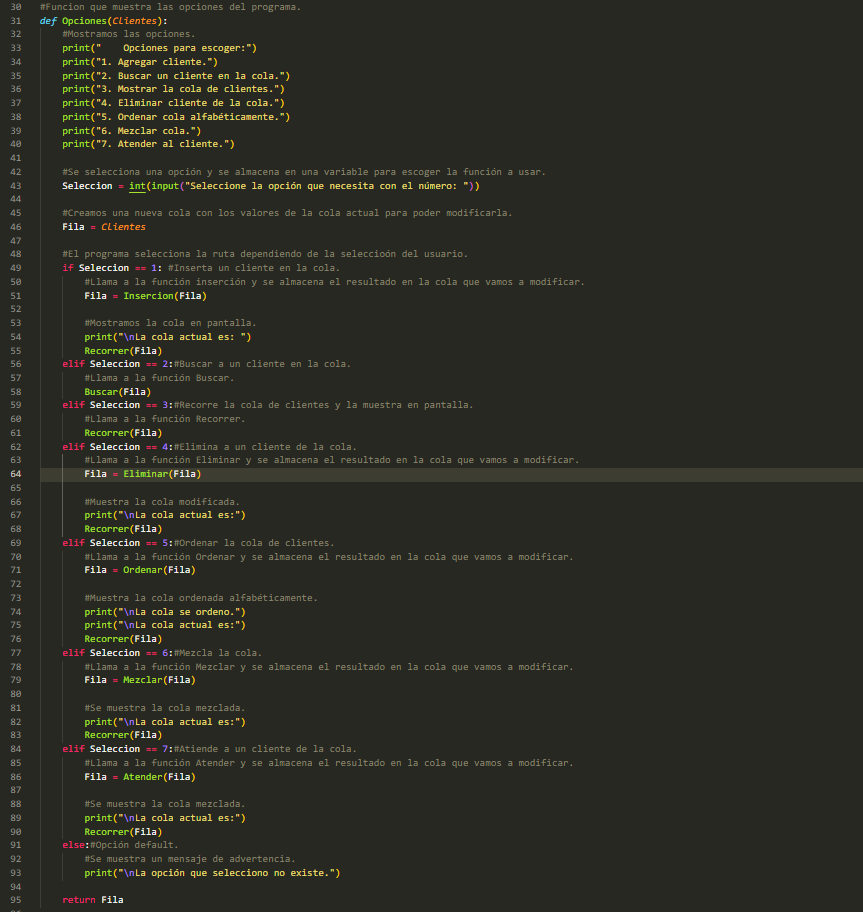 30 #Funcion que muestra las opciones del programa.
31 def Opciones(Clientes):
32 #Mostramos las opciones.
33 print("    Opciones para escoger:")
34 print("1. Agregar cliente.")
35 print("2. Buscar un cliente en la cola.")
36 print("3. Mostrar la cola de clientes.")
37 print("4. Eliminar cliente de la cola.")
38 print("5. Ordenar cola alfabéticamente.")
39 print("6. Mezclar cola.")
40 print("7. Atender al cliente.")
41
42 #Se selecciona una opción y se almacena en una variable para escoger la función a usar.
43 Seleccion = int(input("Seleccione la opción que necesita con el número: "))
44
45 #Creamos una nueva cola con los valores de la cola actual para poder modificarla.
46 Fila = Clientes
47
48 #El programa selecciona la ruta dependiendo de la seleccioón del usuario.
49 if Seleccion == 1: #Inserta un cliente en la cola.
50 #Llama a la función inserción y se almacena el resultado en la cola que vamos a modificar.
51 Fila = Insercion(Fila)
52
53 #Mostramos la cola en pantalla.
54 print("\nLa cola actual es: ")
55 Recorrer(Fila)
56 elif Seleccion == 2:#Buscar a un cliente en la cola.
57 #Llama a la función Buscar.
58 Buscar(Fila)
59 elif Seleccion == 3:#Recorre la cola de clientes y la muestra en pantalla.
60 #Llama a la función Recorrer.
61 Recorrer(Fila)
62 elif Seleccion == 4:#Elimina a un cliente de la cola.
63 #Llama a la función Eliminar y se almacena el resultado en la cola que vamos a modificar.
64 Fila = Eliminar(Fila)
65
66 #Muestra la cola modificada.
67 print("\nLa cola actual es:")
68 Recorrer(Fila)
69 elif Seleccion == 5:#Ordenar la cola de clientes.
70 #Llama a la función Ordenar y se almacena el resultado en la cola que vamos a modificar.
71 Fila = Ordenar(Fila)
72
73 #Muestra la cola ordenada alfabéticamente.
74 print("\nLa cola se ordeno.")
75 print("\nLa cola actual es:")
76 Recorrer(Fila)
77 elif Seleccion == 6:#Mezcla la cola.
78 #Llama a la función Mezclar y se almacena el resultado en la cola que vamos a modificar.
79 Fila = Mezclar(Fila)
80
81 #Se muestra la cola mezclada.
82 print("\nLa cola actual es:")
83 Recorrer(Fila)
84 elif Seleccion == 7:#Atiende a un cliente de la cola.
85 #Llama a la función Atender y se almacena el resultado en la cola que vamos a modificar.
86 Fila = Atender(Fila)
87
88 #Se muestra la cola mezclada.
89 print("\nLa cola actual es:")
90 Recorrer(Fila)
91 else:#Opción default.
92 #Se muestra un mensaje de advertencia.
93 print("\nLa opción que selecciono no existe.")
94
95 return Fila